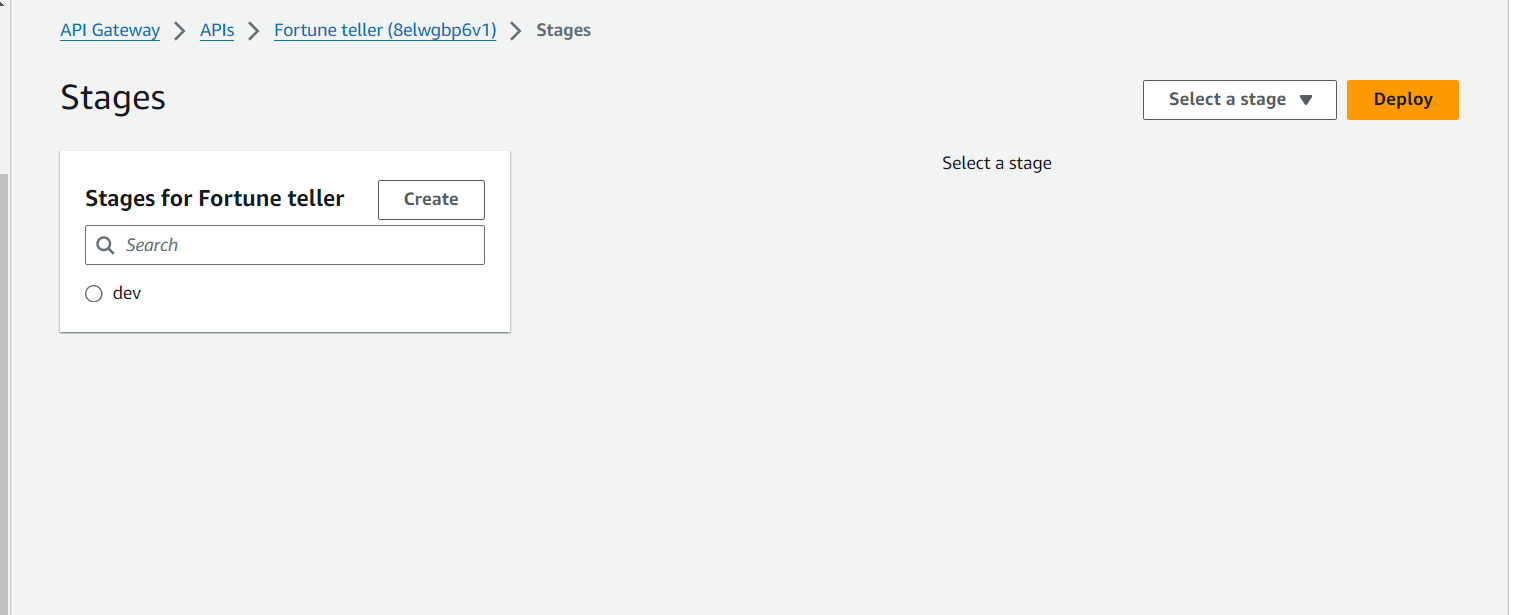 API Gateway > APIs > Fortune teller (8elwgbp6v1) > Stages
Stages
Select a stage ▼ Deploy
Select a stage
Stages for Fortune teller Create
Search
dev